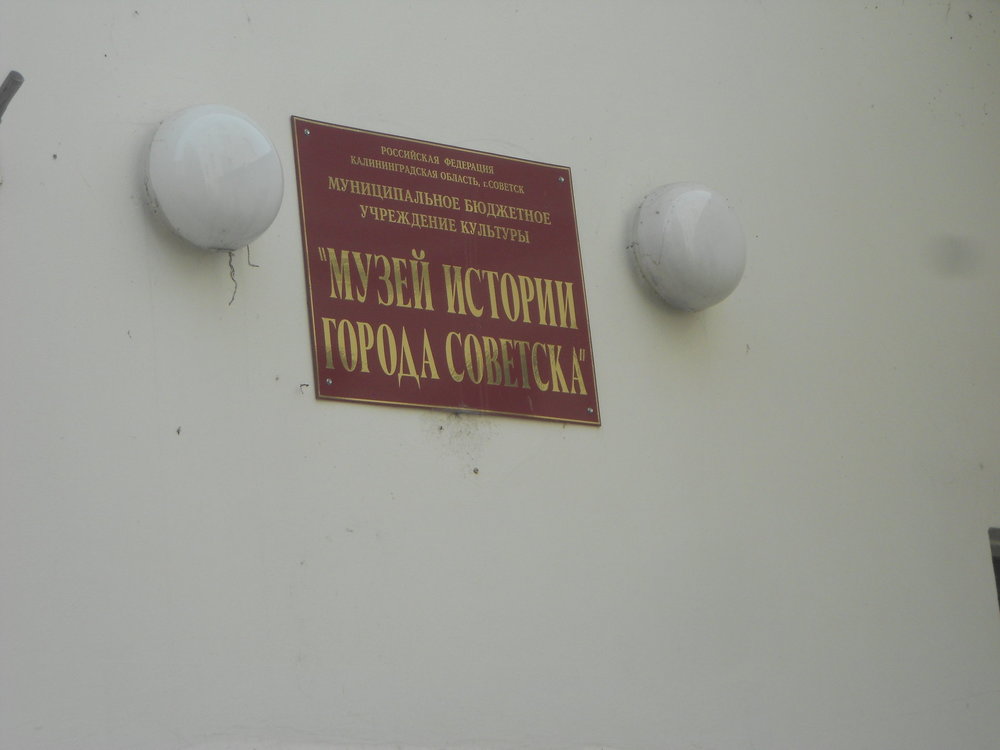 РОССИЙСКАЯ ФЕДЕРАЦИЯ
КАЛИНИНГРАДСКАЯ ОБЛАСТЬ, г.СОВЕТСК
МУНИЦИПАЛЬНОЕ БЮДЖЕТНОЕ
УЧРЕЖДЕНИЕ КУЛЬТУРЫ
"МУЗЕЙ ИСТОРИИ
ГОРОДА СОВЕТСКА"